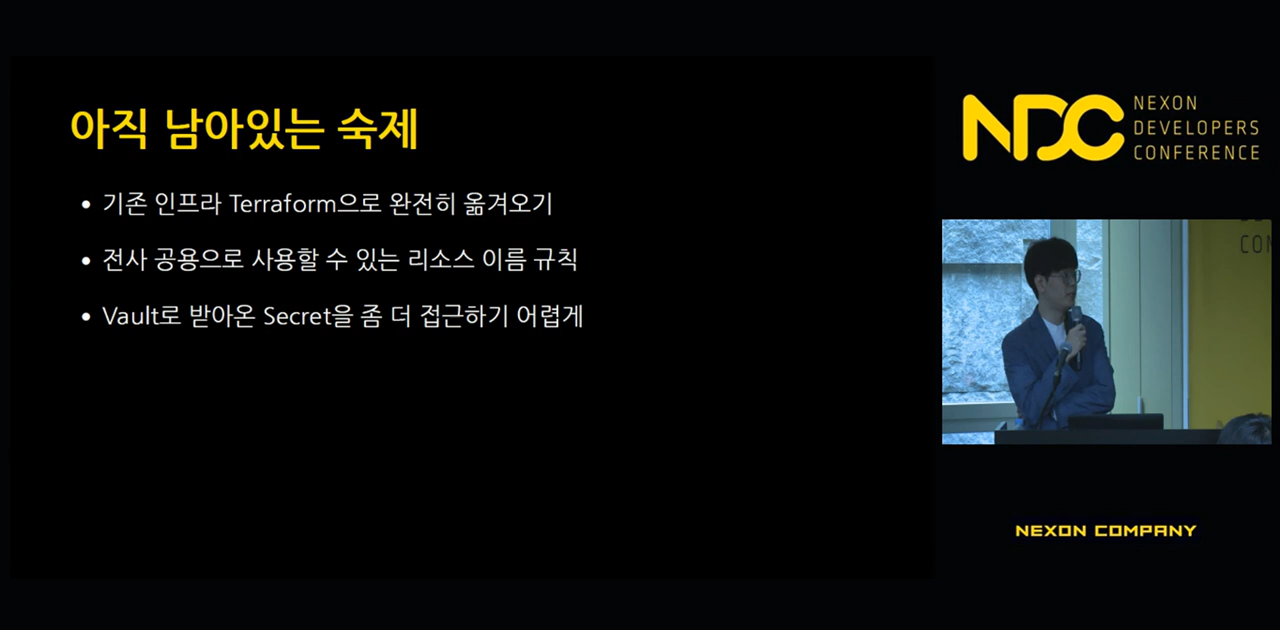 아직 남아있는 숙제
• 기존 인프라 Terraform으로 완전히 옮겨오기
• 전사 공용으로 사용할 수 있는 리소스 이름 규칙
• Vault로 받아온 Secret을 좀 더 접근하기 어렵게
NDC
NEXON
DEVELOPERS
CONFERENCE
NEXON COMPANY